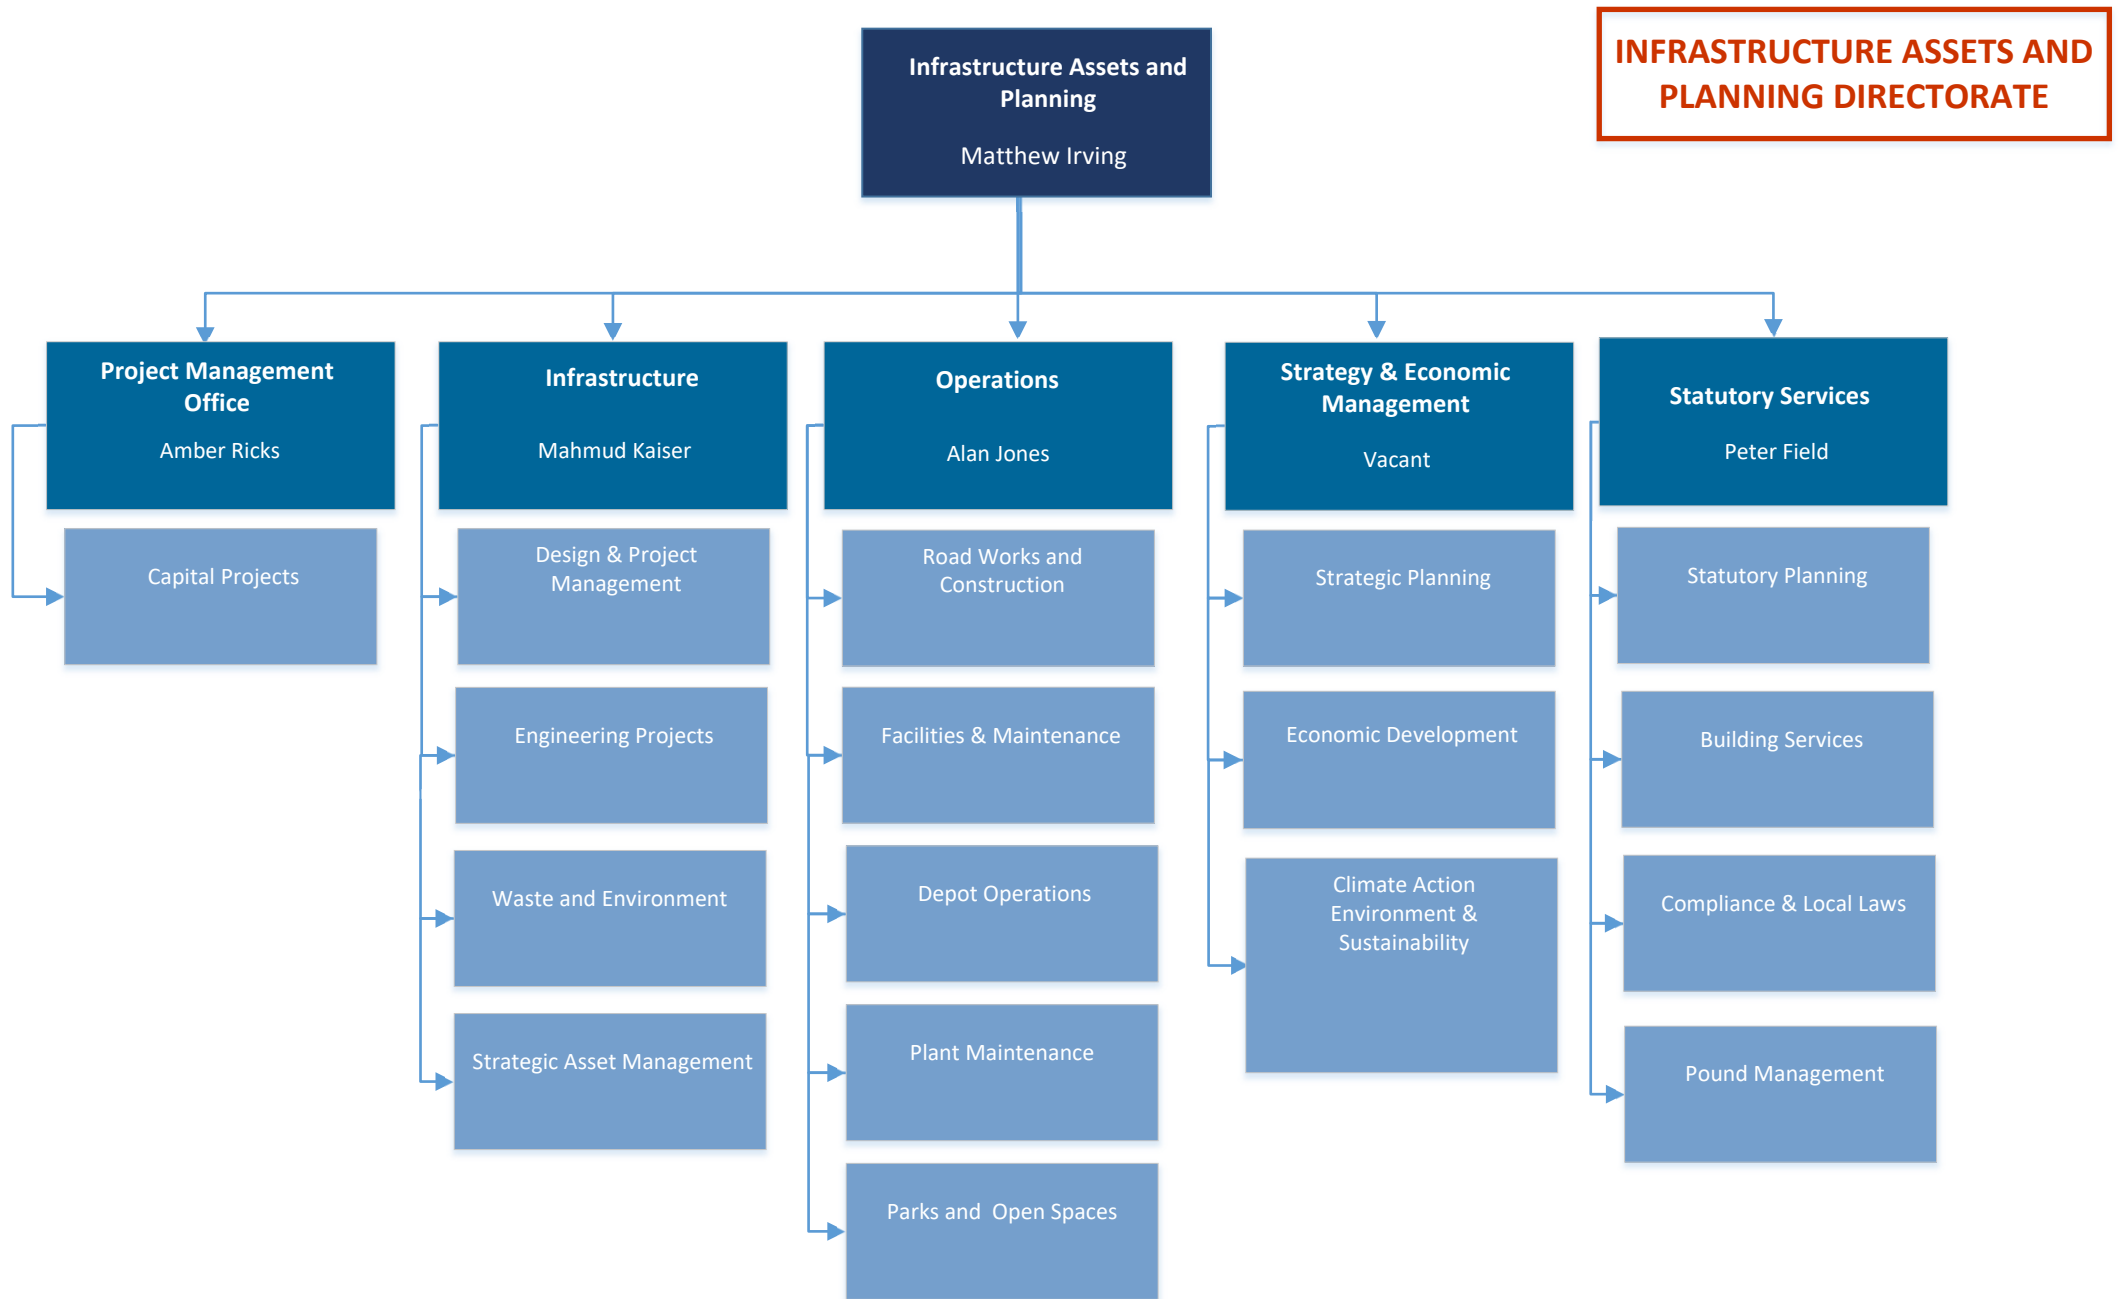 INFRASTRUCTURE ASSETS AND
PLANNING DIRECTORATE
Infrastructure Assets and
Planning
Matthew Irving
Project Management
Office
Amber Ricks
Capital Projects
Infrastructure
Mahmud Kaiser
Design & Project
Management
Engineering Projects
Waste and Environment
Strategic Asset Management
Operations
Alan Jones
Road Works and
Construction
Facilities & Maintenance
Depot Operations
Plant Maintenance
Parks and  Open Spaces
Strategy & Economic
Management
Vacant
Strategic Planning
Economic Development
Climate Action
Environment &
Sustainability
Statutory Services
Peter Field
Statutory Planning
Building Services
Compliance & Local Laws
Pound Management